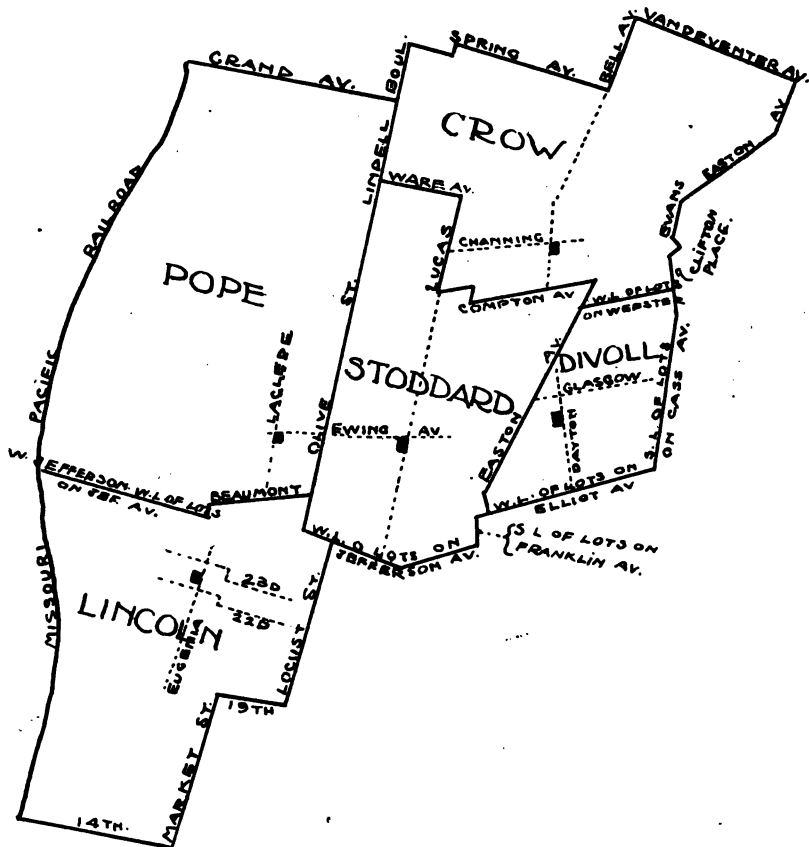 VANDEVENTER AV.
BELL AV.
SPRING AV.
BOUL.
GRAND AV.
CROW
EASTON AV
LINDELL
WARE AV.
EVANS
CLIFTON PLACE.
RAILROAD
LUCAS
CHANNING
POPE
ST.
COMPTON AV
W. L. OF LOTS
ON WEBSTER
DIVOLL
AV.
LACLEDE
STODDARD
GLASGOW
PACIFIC
OLIVE
EWING AV
EASTON
DAYTON
S. L. OF LOTS
ON CASS AV.
W. JEFFERSON W. L. OF LOTS
ON JEF AV.
BEAUMONT
W. L. OF LOTS ON
ELLIOT AV
W. L. O LOTS ON
JEFFERSON AV.
S L OF LOTS ON
FRANKLIN AV.
23D
22D
LINCOLN
EUGENIA
MISSOURI
LOCUST ST.
19TH
MARKET ST.
14TH.